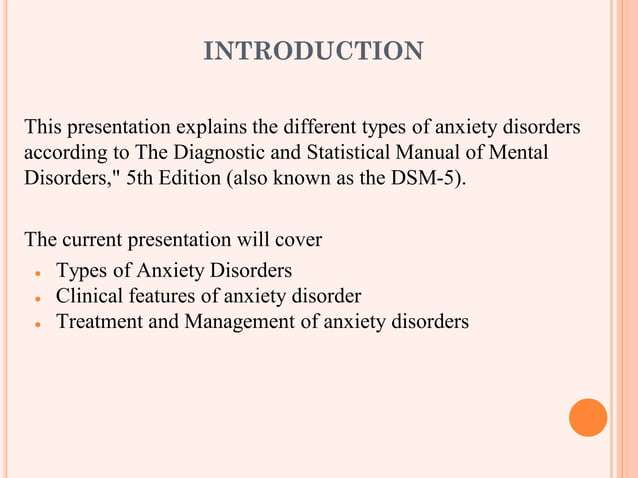 INTRODUCTION
This presentation explains the different types of anxiety disorders
according to The Diagnostic and Statistical Manual of Mental
Disorders," 5th Edition (also known as the DSM-5).
The current presentation will cover
● Types of Anxiety Disorders
● Clinical features of anxiety disorder
● Treatment and Management of anxiety disorders